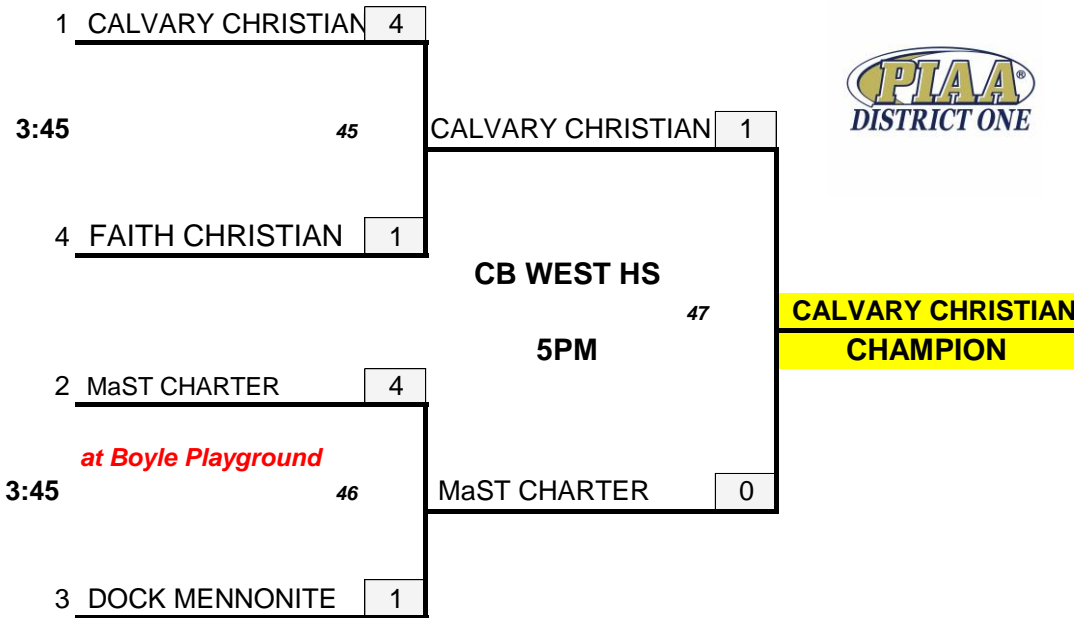 1 CALVARY CHRISTIAN 4
PIAA®
DISTRICT ONE
3:45 45 CALVARY CHRISTIAN 1
4 FAITH CHRISTIAN 1
CB WEST HS
47 CALVARY CHRISTIAN
5PM CHAMPION
2 MaST CHARTER 4
at Boyle Playground
3:45 46 MaST CHARTER 0
3 DOCK MENNONITE 1